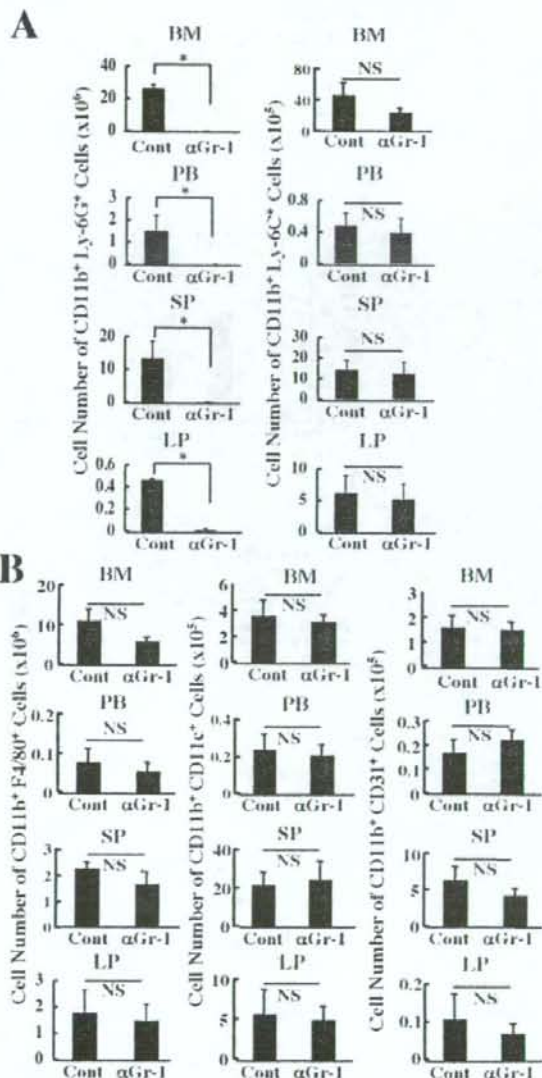 A
Cell Number of CD11b⁺ Ly-6G⁺ Cells (x10⁶)
BM
40
20
0
*
Cont αGr-1
PB
3
2
1
0
*
Cont αGr-1
SP
20
10
0
*
Cont αGr-1
LP
0.6
0.4
0.2
0
*
Cont αGr-1
Cell Number of CD11b⁺ Ly-6C⁺ Cells (x10⁵)
BM
80
40
0
NS
Cont αGr-1
PB
0.8
0.4
0
NS
Cont αGr-1
SP
30
20
10
0
NS
Cont αGr-1
LP
10
5
0
NS
Cont αGr-1
B
Cell Number of CD11b⁺ F4/80⁺ Cells (x10⁶)
BM
20
10
0
NS
Cont αGr-1
PB
0.2
0.1
0
NS
Cont αGr-1
SP
3
2
1
0
NS
Cont αGr-1
LP
3
2
1
0
NS
Cont αGr-1
Cell Number of CD11b⁺ CD11c⁺ Cells (x10⁵)
BM
6
4
2
0
NS
Cont αGr-1
PB
0.4
0.2
0
NS
Cont αGr-1
SP
40
20
0
NS
Cont αGr-1
LP
10
5
0
NS
Cont αGr-1
Cell Number of CD11b⁺ CD31⁺ Cells (x10⁵)
BM
3
2
1
0
NS
Cont αGr-1
PB
0.3
0.2
0.1
0
NS
Cont αGr-1
SP
10
5
0
NS
Cont αGr-1
LP
0.2
0.1
0
NS
Cont αGr-1